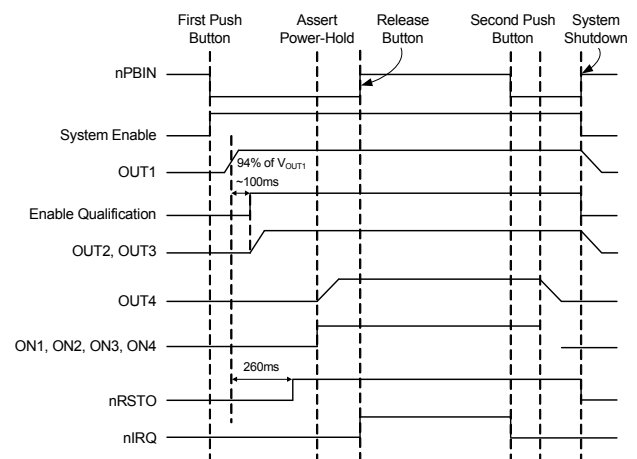 First Push
Button
Assert
Power-Hold
Release
Button
Second Push
Button
System
Shutdown
nPBIN
System Enable
OUT1
94% of VOUT1
~100ms
Enable Qualification
OUT2, OUT3
OUT4
ON1, ON2, ON3, ON4
260ms
nRSTO
nIRQ